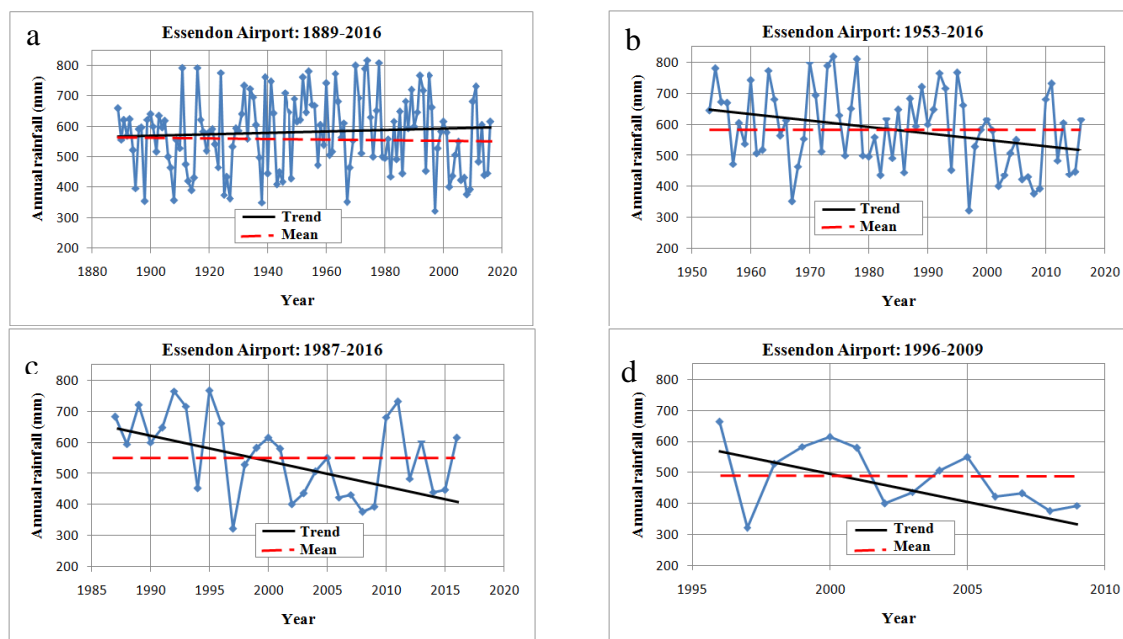 a
Essendon Airport: 1889-2016
Annual rainfall (mm)
800
700
600
500
400
300
200
Trend
Mean
1880 1900 1920 1940 1960 1980 2000 2020
Year
b
Essendon Airport: 1953-2016
Annual rainfall (mm)
800
700
600
500
400
300
200
Trend
Mean
1950 1960 1970 1980 1990 2000 2010 2020
Year
c
Essendon Airport: 1987-2016
Annual rainfall (mm)
800
700
600
500
400
300
200
Trend
Mean
1985 1990 1995 2000 2005 2010 2015 2020
Year
d
Essendon Airport: 1996-2009
Annual rainfall (mm)
800
700
600
500
400
300
200
Trend
Mean
1995 2000 2005 2010
Year